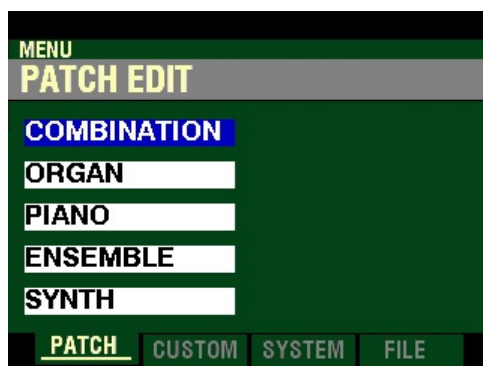 MENU
PATCH EDIT
COMBINATION
ORGAN
PIANO
ENSEMBLE
SYNTH
PATCH CUSTOM SYSTEM FILE